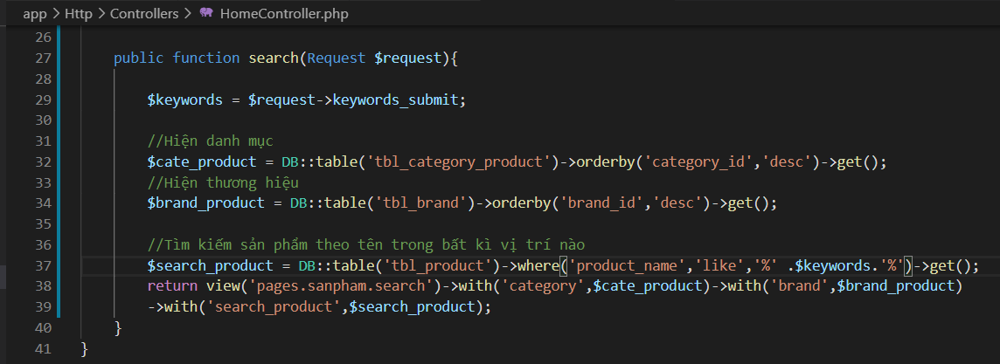 app > Http > Controllers > HomeController.php
26
27 public function search(Request $request){
28
29 $keywords = $request->keywords_submit;
30
31 //Hiện danh mục
32 $cate_product = DB::table('tbl_category_product')->orderby('category_id','desc')->get();
33 //Hiện thương hiệu
34 $brand_product = DB::table('tbl_brand')->orderby('brand_id','desc')->get();
35
36 //Tìm kiếm sản phẩm theo tên trong bất kì vị trí nào
37 $search_product = DB::table('tbl_product')->where('product_name','like','%' .$keywords.'%')->get();
38 return view('pages.sanpham.search')->with('category',$cate_product)->with('brand',$brand_product)
39 ->with('search_product',$search_product);
40 }
41 }